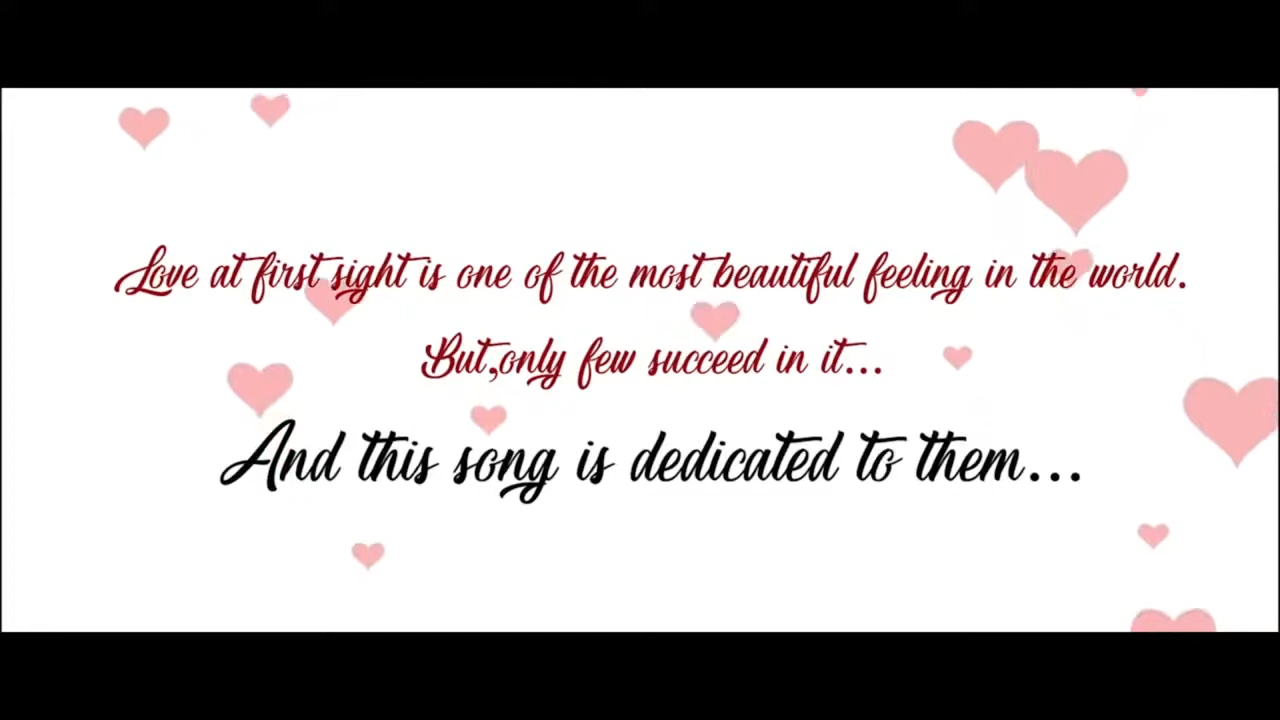 Love at first sight is one of the most beautiful feeling in the world.
But,only few succeed in it...
And this song is dedicated to them...